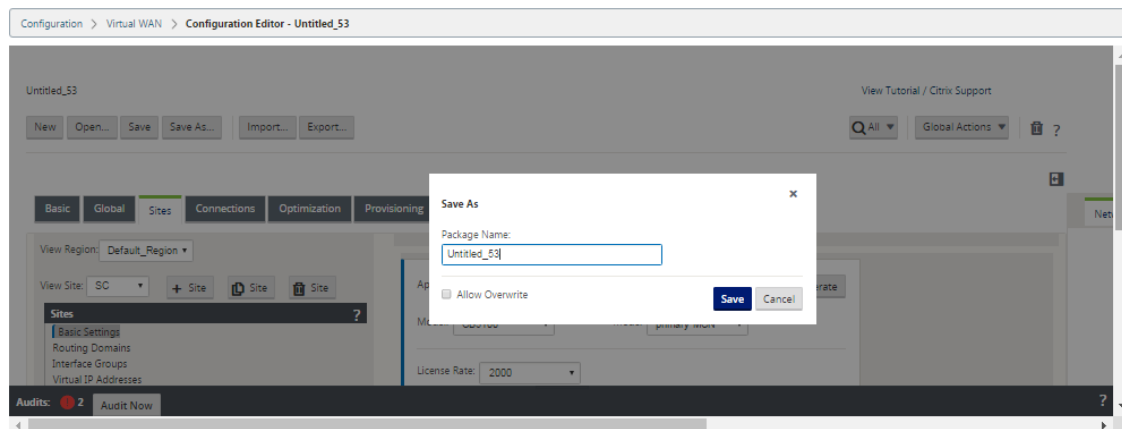 Configuration > Virtual WAN > Configuration Editor - Untitled_53
Untitled_53
View Tutorial / Citrix Support
New Open... Save Save As... Import... Export... All Global Actions ?
Basic Global Sites Connections Optimization Provisioning
Net
View Region: Default_Region
View Site: SC + Site Site Site
Sites ?
Basic Settings
Routing Domains
Interface Groups
Virtual IP Addresses
Save As
Package Name:
Untitled_53
Allow Overwrite
Save Cancel
License Rate: 2000
Audits: 2 Audit Now ?